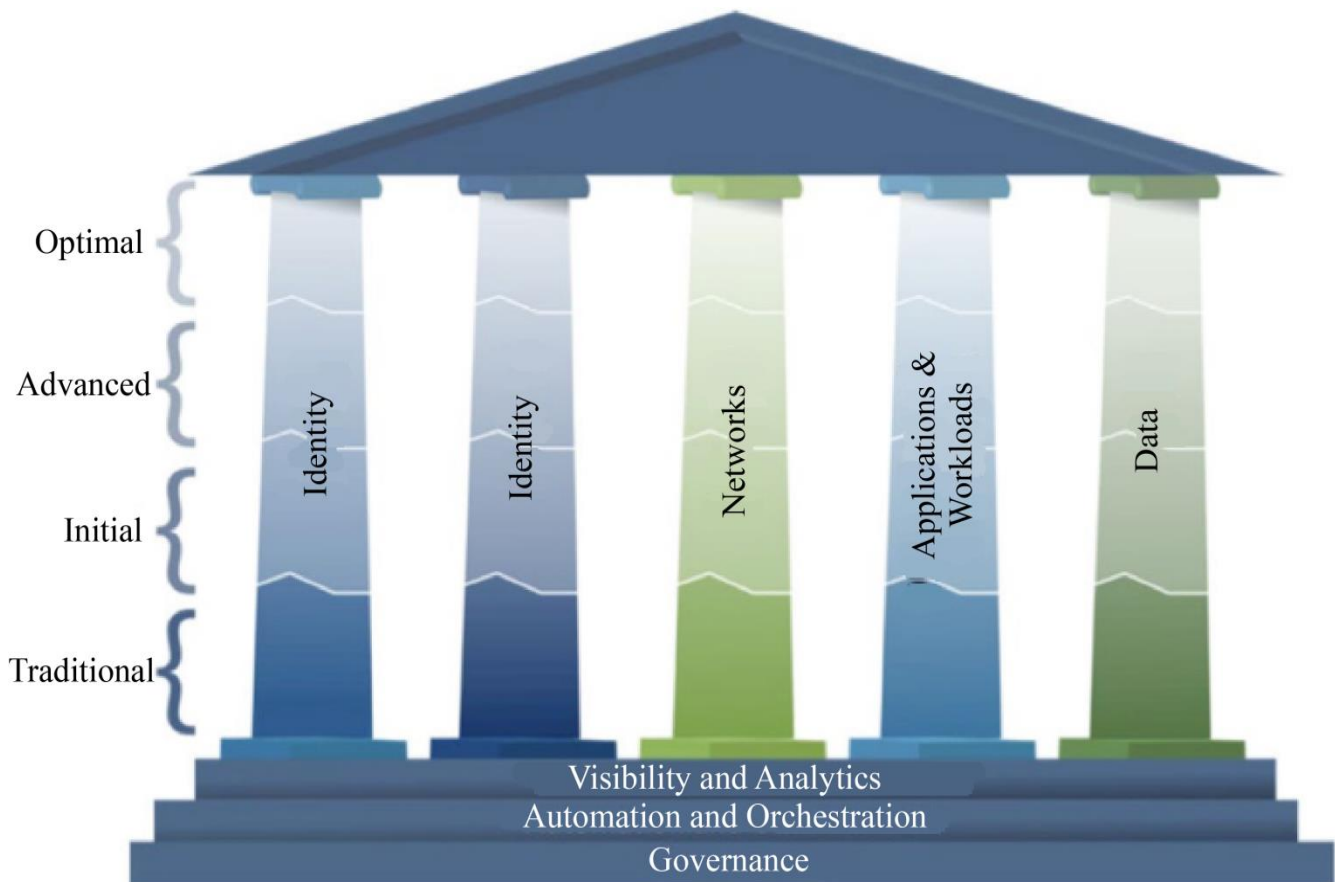 Optimal
Advanced
Initial
Traditional
Identity
Identity
Networks
Applications &
Workloads
Data
Visibility and Analytics
Automation and Orchestration
Governance